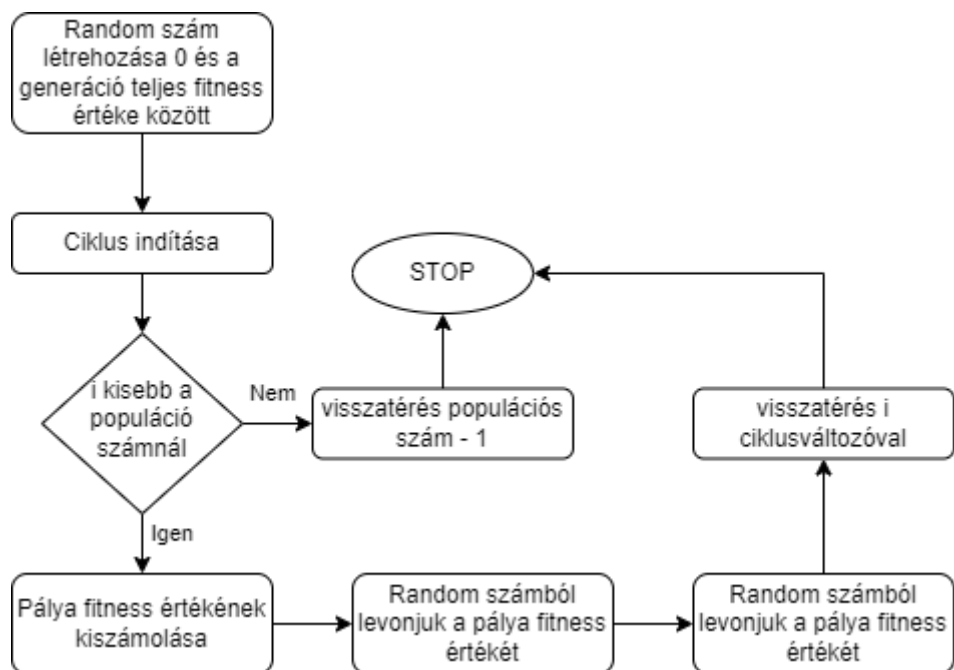 Random szám
létrehozása 0 és a
generáció teljes fitness
értéke között
Ciklus indítása
STOP
i kisebb a
populáció
számnál
Nem
visszatérés populációs
szám - 1
visszatérés i
ciklusváltozóval
Igen
Pálya fitness értékének
kiszámolása
Random számból
levonjuk a pálya fitness
értékét
Random számból
levonjuk a pálya fitness
értékét